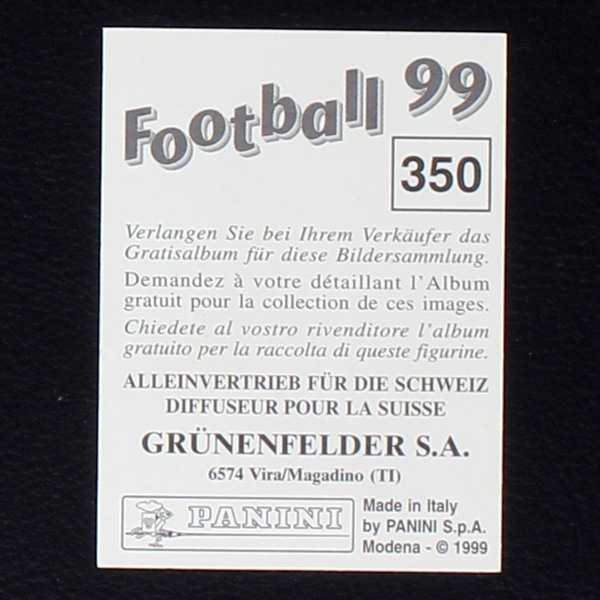 Football 99
350
Verlangen Sie bei Ihrem Verkäufer das
Gratisalbum für diese Bildersammlung.
Demandez à votre détaillant l'Album
gratuit pour la collection de ces images.
Chiedete al vostro rivenditore l'album
gratuito per la raccolta di queste figurine.
ALLEINVERTRIEB FÜR DIE SCHWEIZ
DIFFUSEUR POUR LA SUISSE
GRÜNENFELDER S.A.
6574 Vira/Magadino (TI)
PANINI
Made in Italy
by PANINI S.p.A.
Modena - © 1999